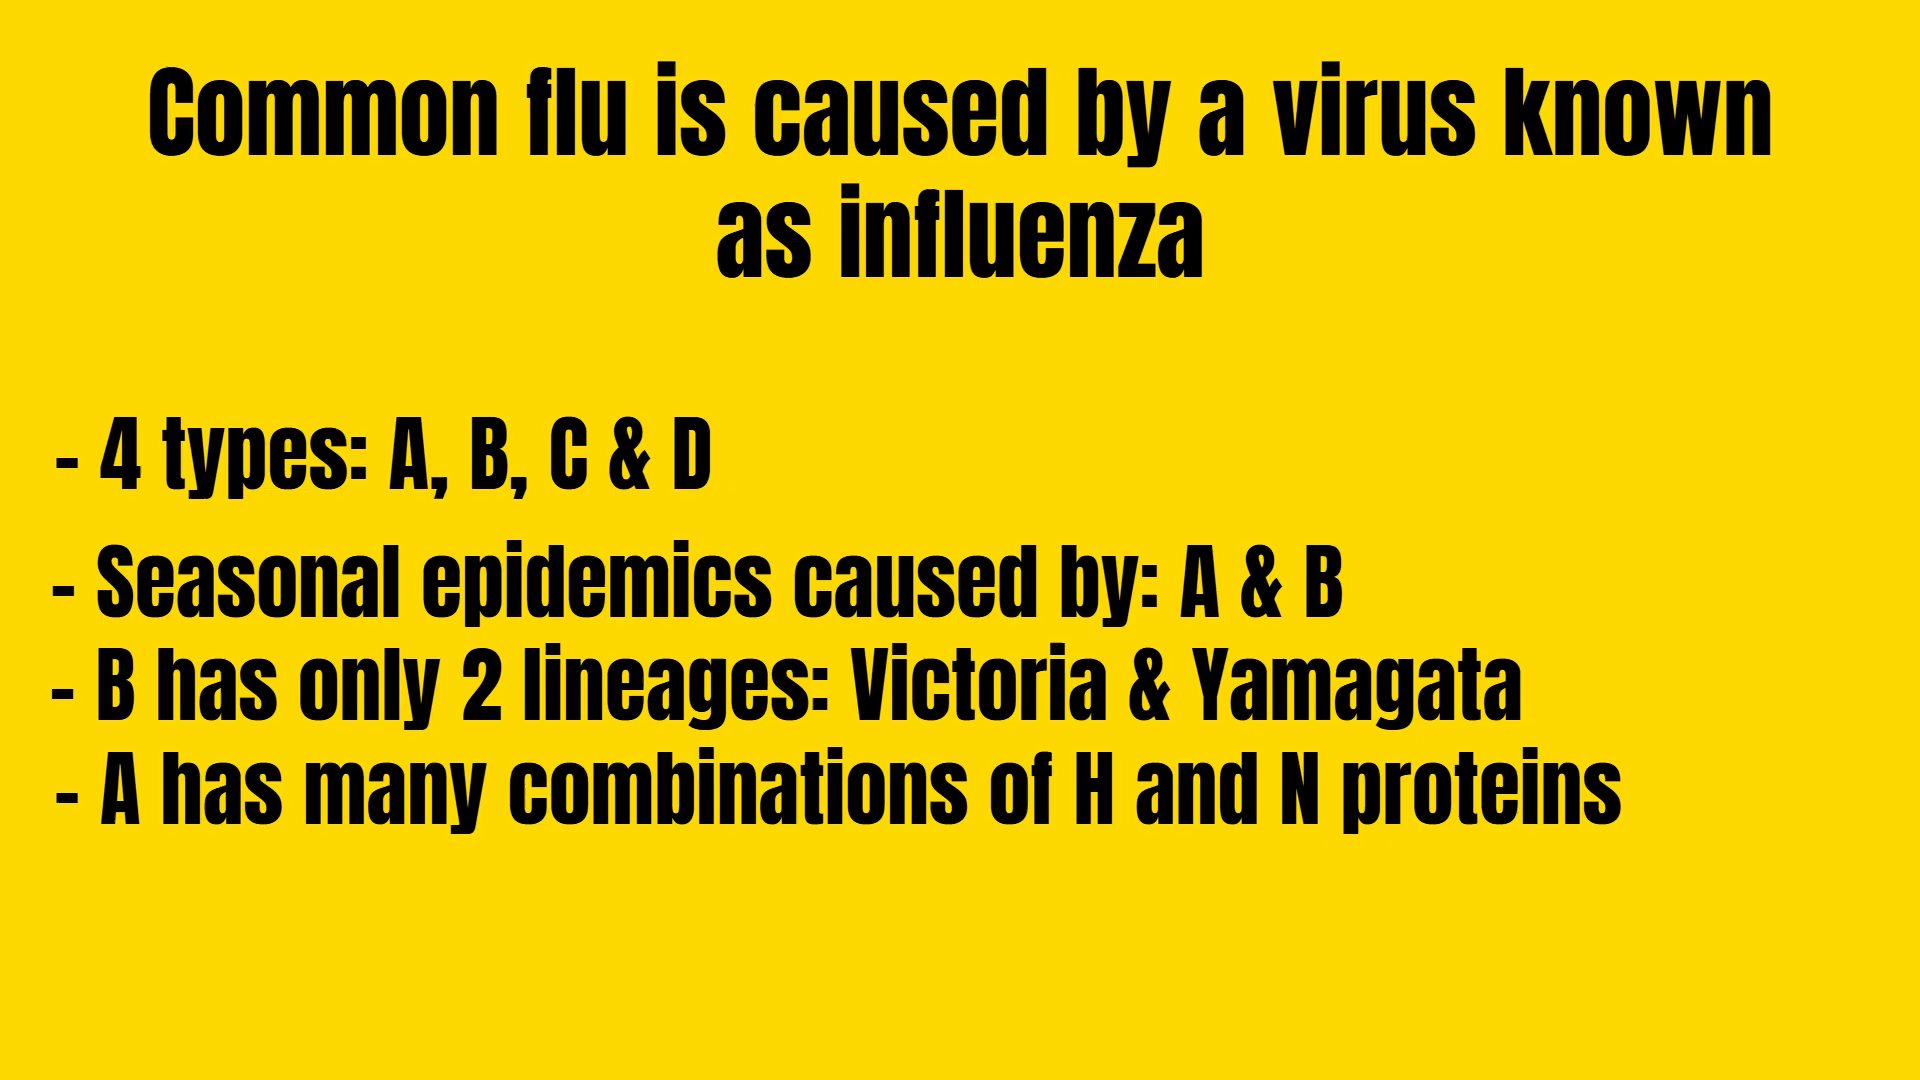 Common flu is caused by a virus known
as influenza
- 4 types: A, B, C & D
- Seasonal epidemics caused by: A & B
- B has only 2 lineages: Victoria & Yamagata
- A has many combinations of H and N proteins